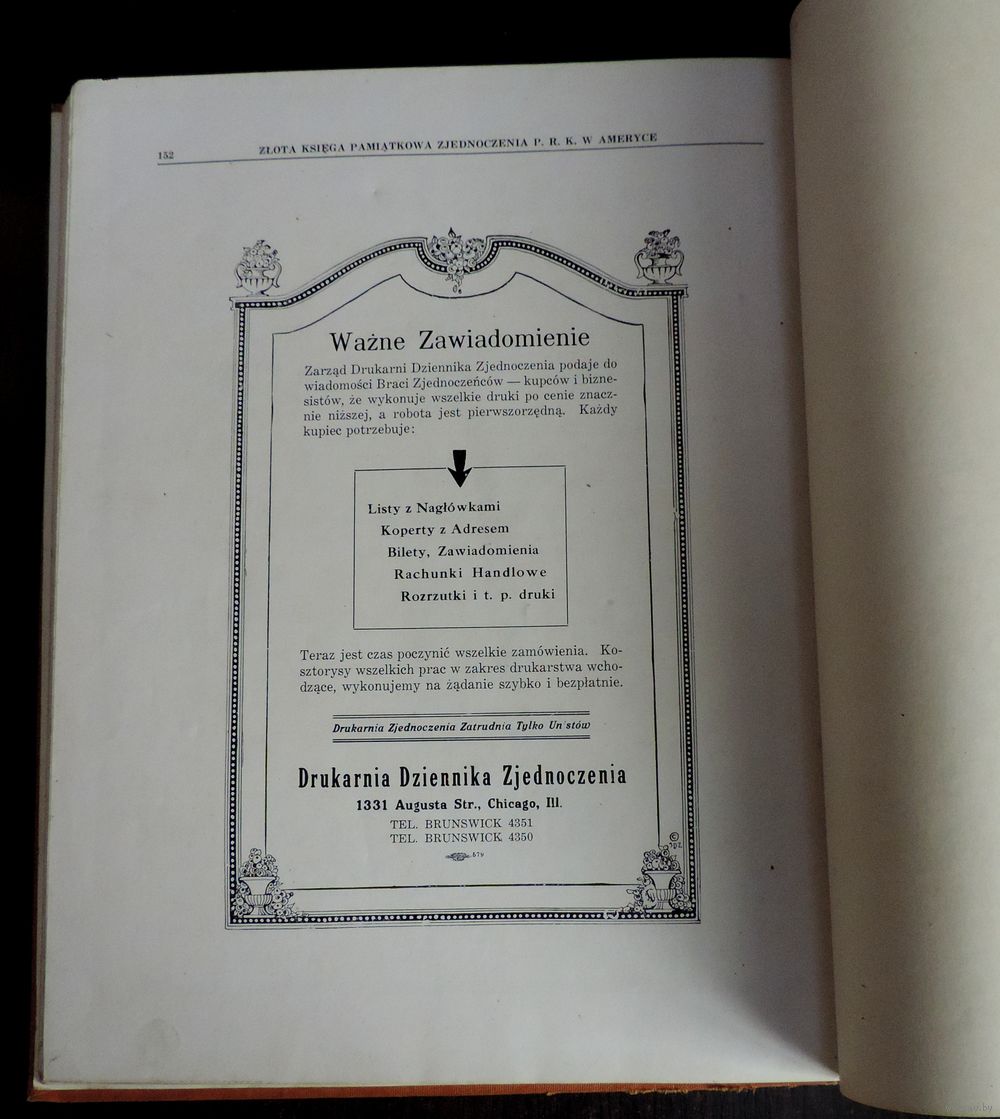 152
ZŁOTA KSIĘGA PAMIĄTKOWA ZJEDNOCZENIA P. R. K. W AMERYCE
Ważne Zawiadomienie
Zarząd Drukarni Dziennika Zjednoczenia podaje do
wiadomości Braci Zjednoczeńców — kupców i bizne-
sistów, że wykonuje wszelkie druki po cenie znacz-
nie niższej, a robota jest pierwszorzędną. Każdy
kupiec potrzebuje:
Listy z Nagłówkami
Koperty z Adresem
Bilety, Zawiadomienia
Rachunki Handlowe
Rozrzutki i t. p. druki
Teraz jest czas poczynić wszelkie zamówienia. Ko-
sztorysy wszelkich prac w zakres drukarstwa wcho-
dzące, wykonujemy na żądanie szybko i bezpłatnie.
Drukarnia Zjednoczenia Zatrudnia Tylko Un stów
Drukarnia Dziennika Zjednoczenia
1331 Augusta Str., Chicago, Ill.
TEL. BRUNSWICK 4351
TEL. BRUNSWICK 4350
579
©